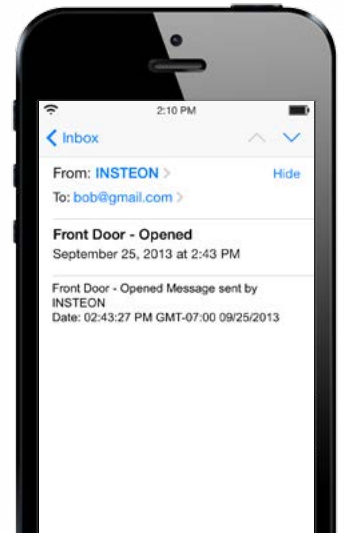 2:10 PM
Inbox
From: INSTEON
Hide
To: bob@gmail.com
Front Door - Opened
September 25, 2013 at 2:43 PM
Front Door - Opened Message sent by
INSTEON
Date: 02:43:27 PM GMT-07:00 09/25/2013